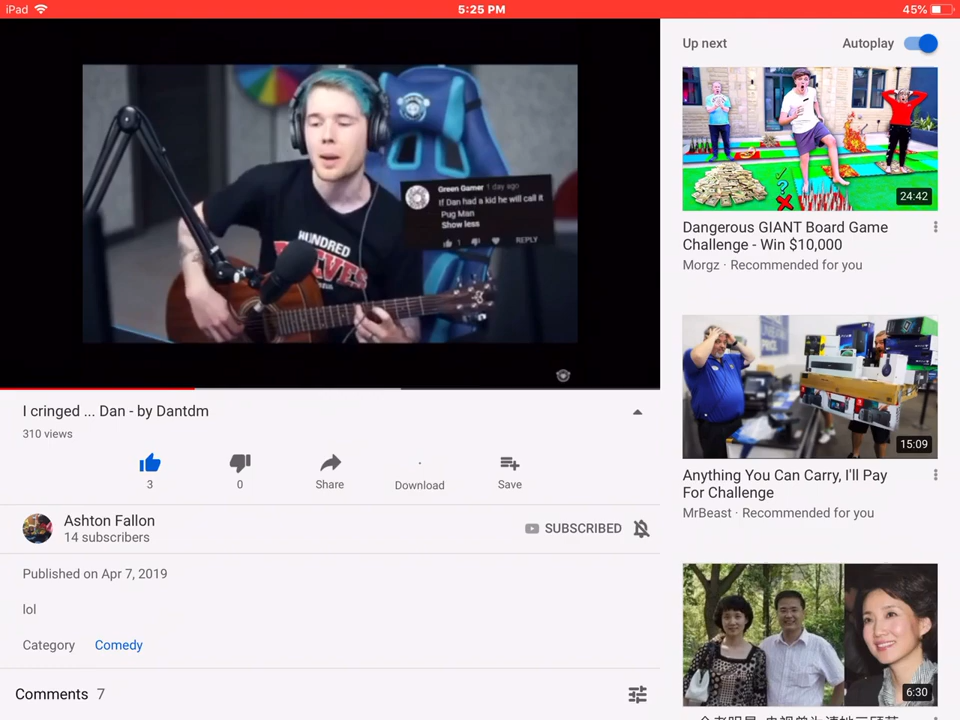 iPad
5:25 PM
45%
Up next
Autoplay
Green Gamer 1 day ago
If Dan had a kid he will call it
Pug Man
Show less
1
REPLY
HUNDRED
24:42
Dangerous GIANT Board Game
Challenge - Win $10,000
Morgz · Recommended for you
15:09
Anything You Can Carry, I'll Pay
For Challenge
MrBeast · Recommended for you
6:30
I cringed ... Dan - by Dantdm
310 views
3
0
Share
Download
Save
Ashton Fallon
14 subscribers
SUBSCRIBED
Published on Apr 7, 2019
lol
Category
Comedy
Comments 7